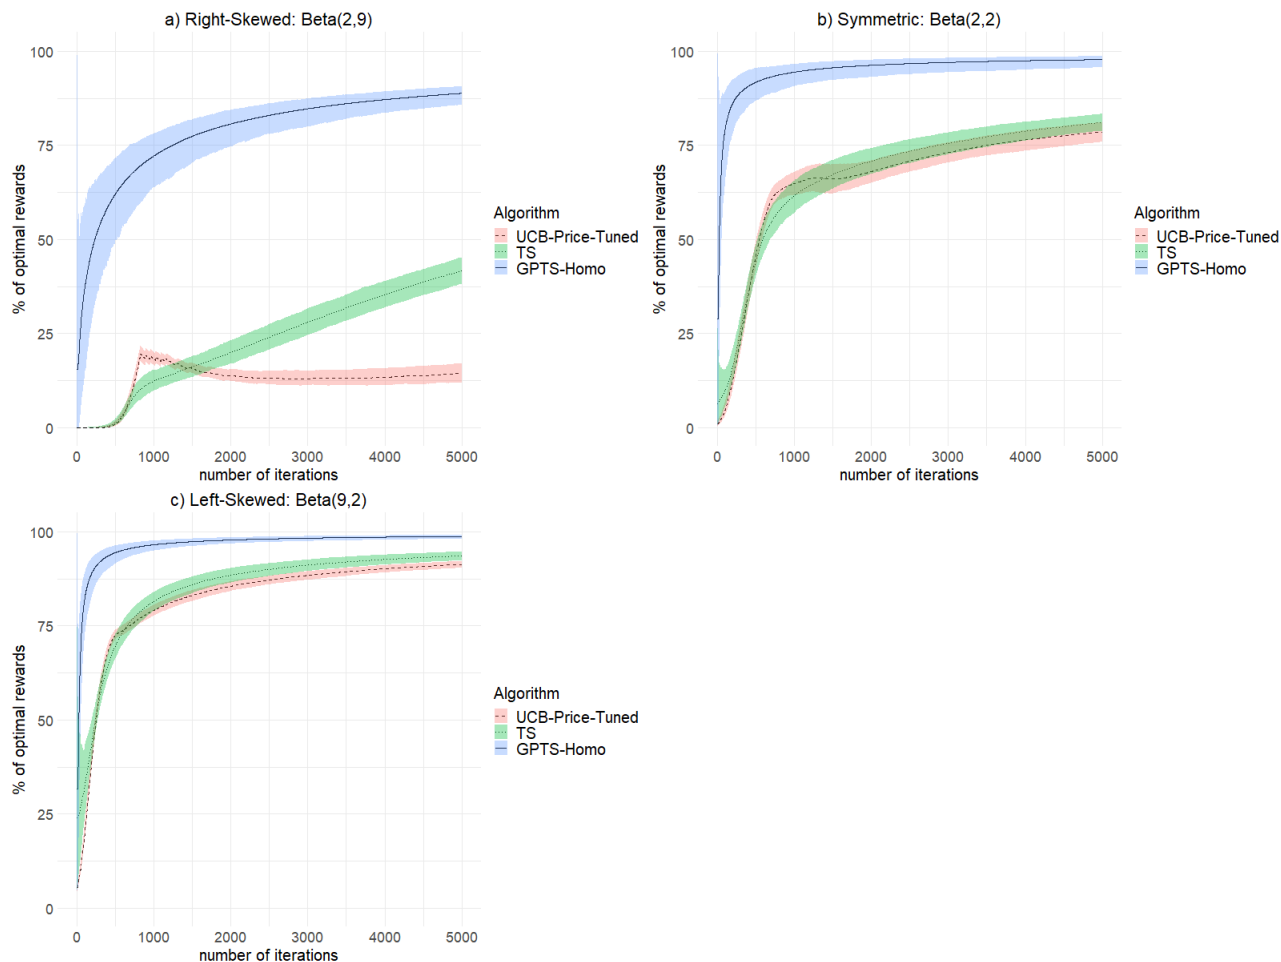 a) Right-Skewed: Beta(2,9)
100
75
50
25
0
% of optimal rewards
0 1000 2000 3000 4000 5000
number of iterations
Algorithm
UCB-Price-Tuned
TS
GPTS-Homo
b) Symmetric: Beta(2,2)
100
75
50
25
0
% of optimal rewards
0 1000 2000 3000 4000 5000
number of iterations
Algorithm
UCB-Price-Tuned
TS
GPTS-Homo
c) Left-Skewed: Beta(9,2)
100
75
50
25
0
% of optimal rewards
0 1000 2000 3000 4000 5000
number of iterations
Algorithm
UCB-Price-Tuned
TS
GPTS-Homo